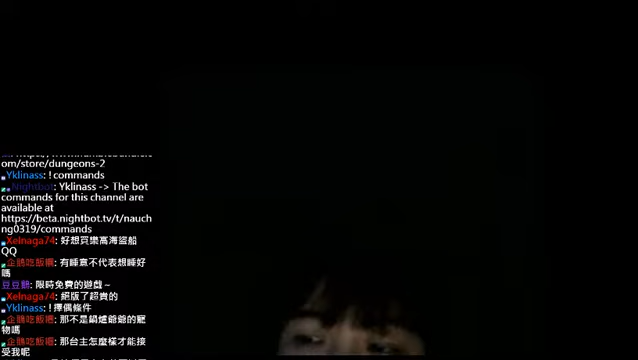 om/store/dungeons-2
Yklinass: !commands
Nightbot: Yklinass -> The bot
commands for this channel are
available at
https://beta.nightbot.tv/t/nauch
ng0319/commands
Xelnaga74: 好想買樂高海盜船
QQ
企鵝吃飯糰: 有睡意不代表想睡好
嗎
豆豆鵝: 限時免費的遊戲~
Xelnaga74: 絕版了超貴的
Yklinass: !擇偶條件
企鵝吃飯糰: 那不是鍋爐爺爺的寵
物嗎
企鵝吃飯糰: 那台主怎麼樣才能接
受我呢